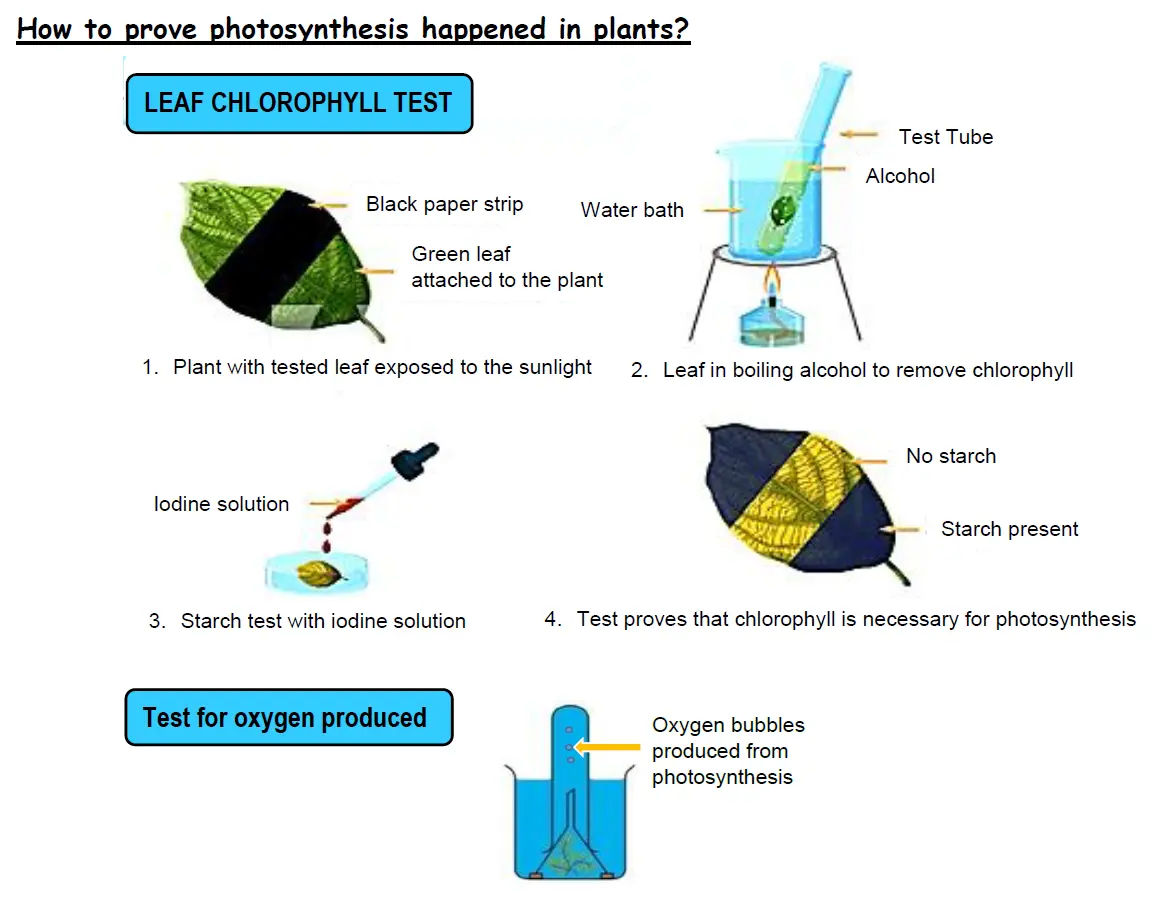 How to prove photosynthesis happened in plants?
LEAF CHLOROPHYLL TEST
Black paper strip
Green leaf
attached to the plant
1. Plant with tested leaf exposed to the sunlight
Test Tube
Alcohol
Water bath
2. Leaf in boiling alcohol to remove chlorophyll
Iodine solution
3. Starch test with iodine solution
No starch
Starch present
4. Test proves that chlorophyll is necessary for photosynthesis
Test for oxygen produced
Oxygen bubbles
produced from
photosynthesis